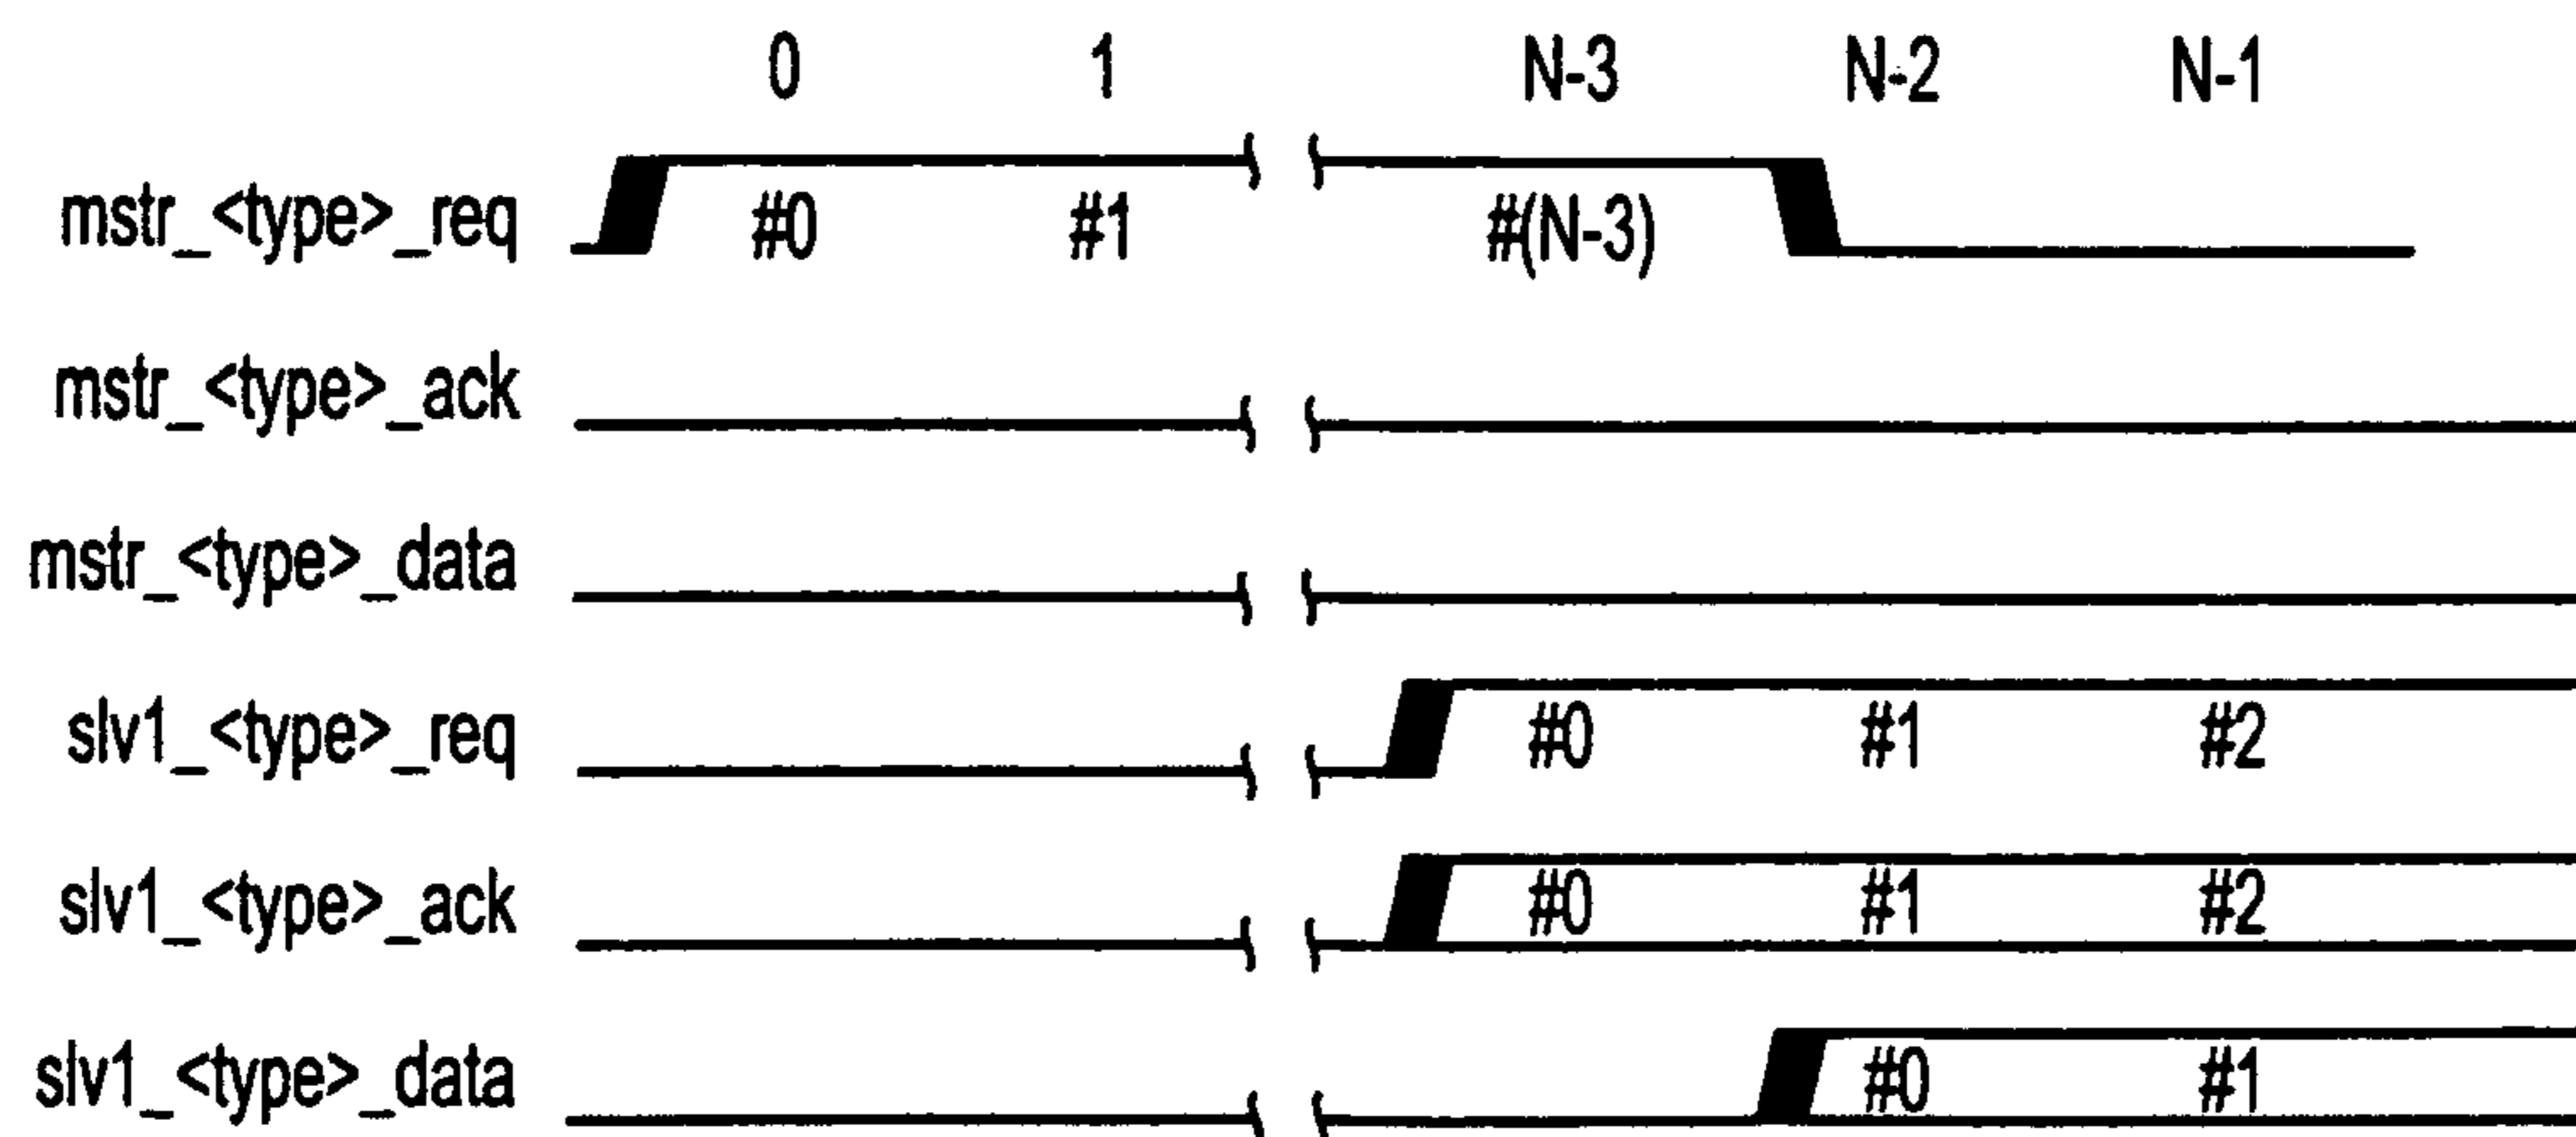 0 1 N-3 N-2 N-1
mstr_<type>_req #0 #1 #(N-3)
mstr_<type>_ack
mstr_<type>_data
slv1_<type>_req #0 #1 #2
slv1_<type>_ack #0 #1 #2
slv1_<type>_data #0 #1